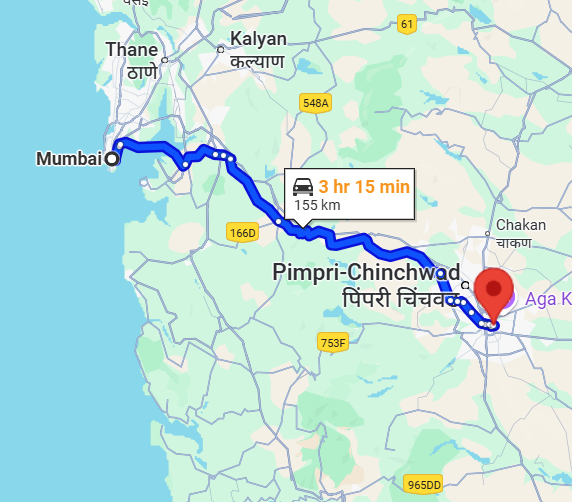 61
Thane
ठाणे
Kalyan
कल्याण
548A
Mumbai
3 hr 15 min
155 km
166D
Chakan
चाकण
Pimpri-Chinchwad
पिंपरी चिंचवड
Aga K
753F
965DD